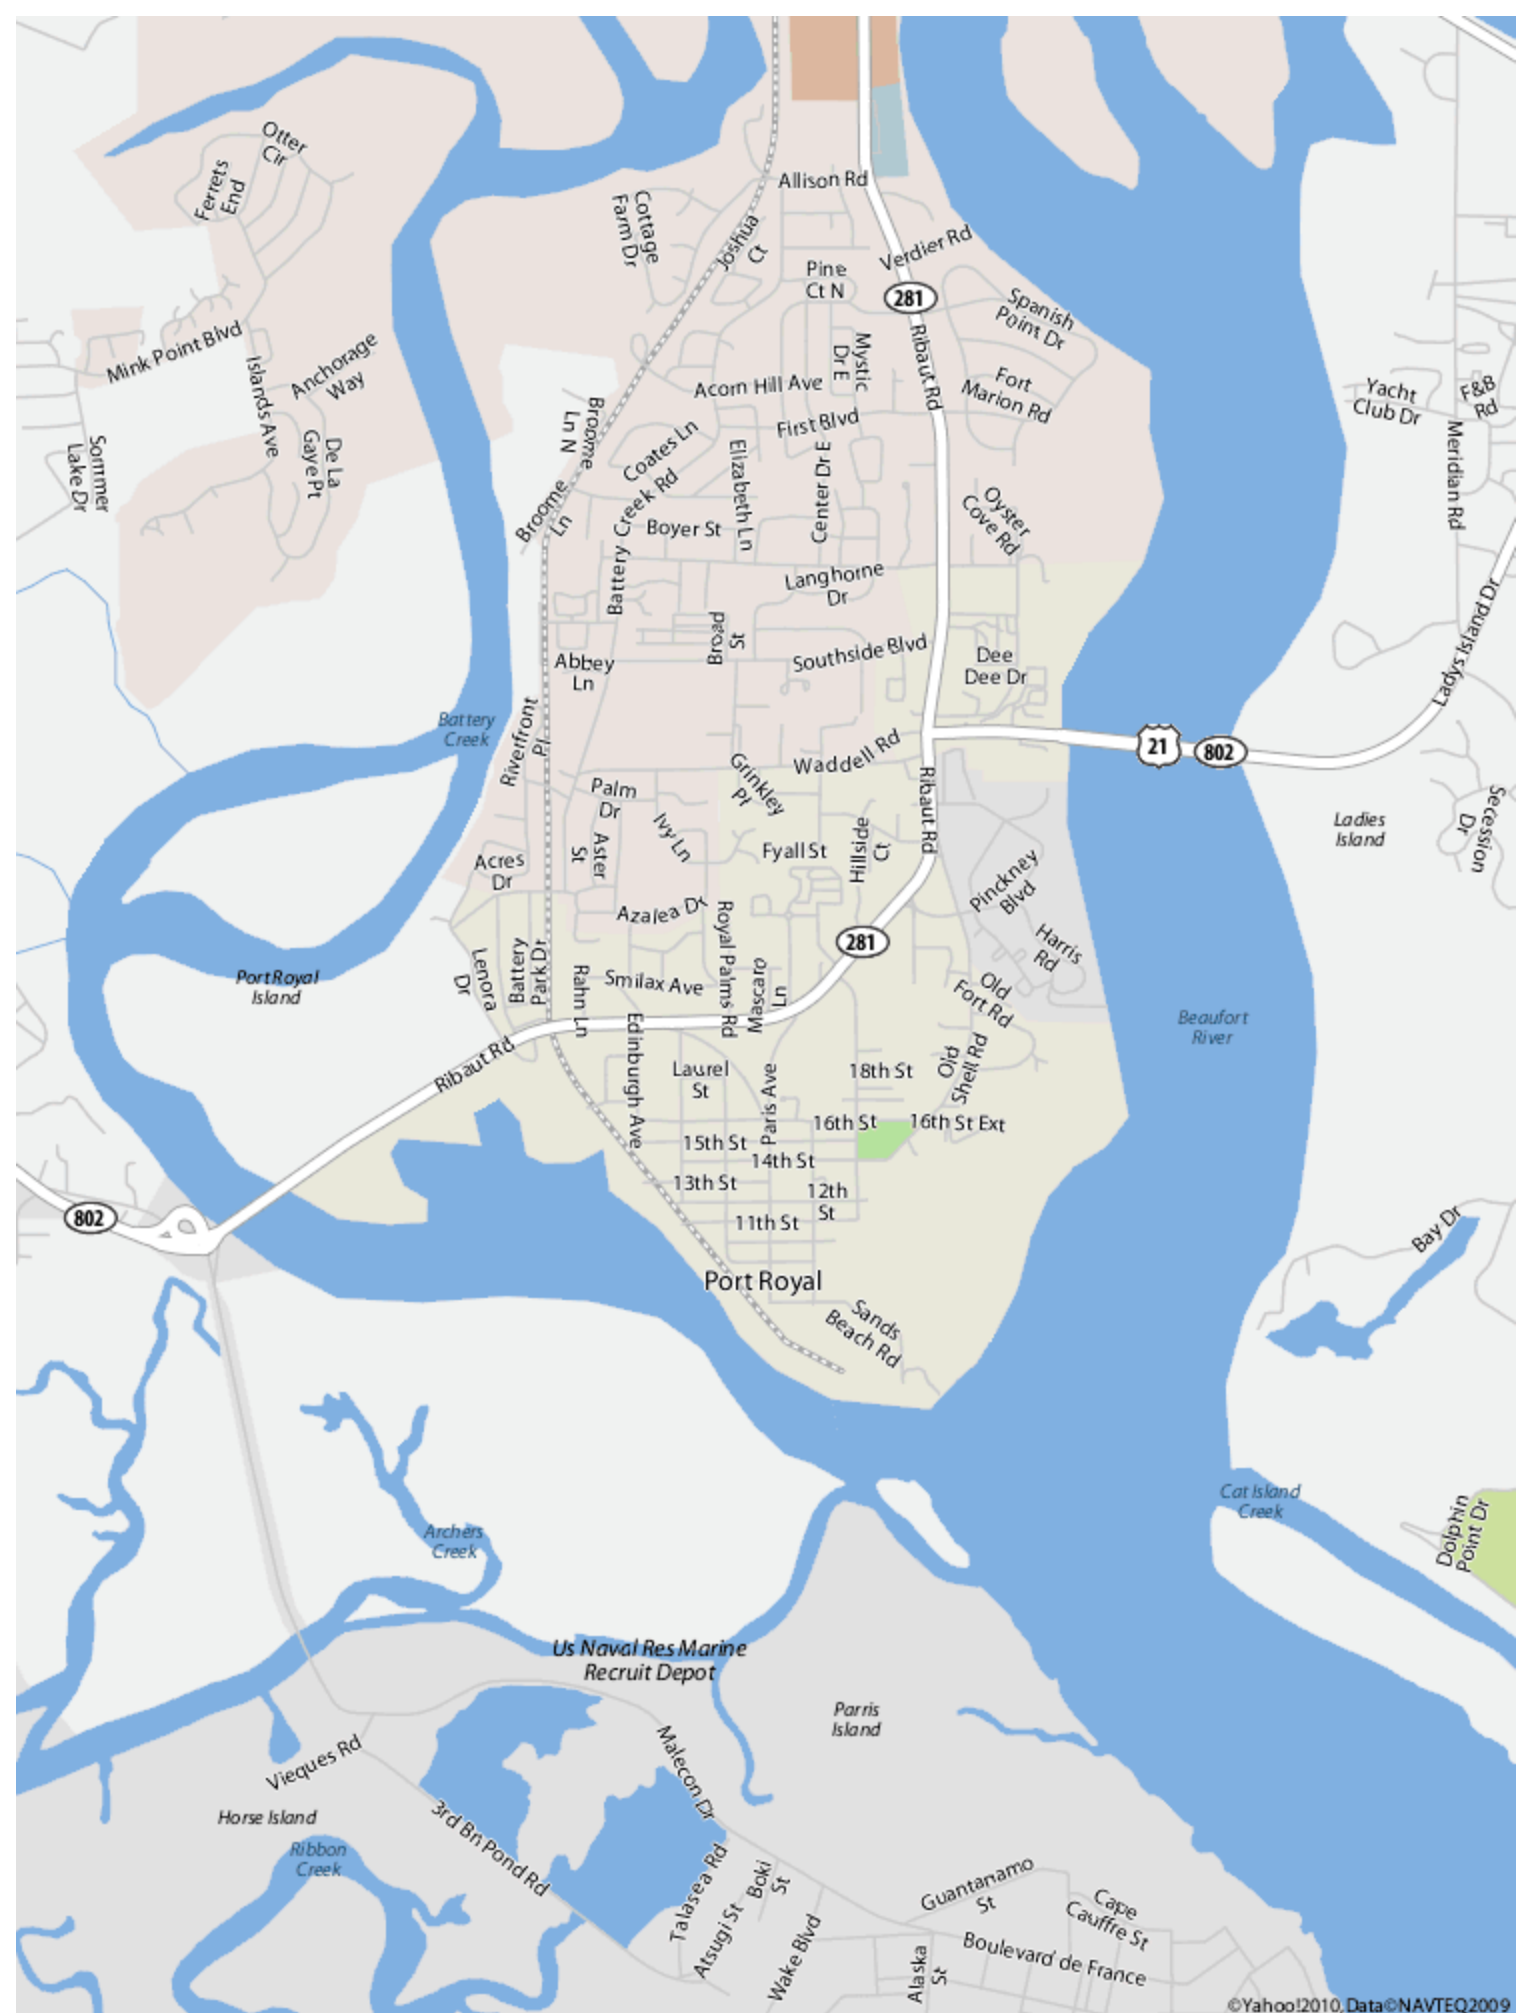 Otter
Cir
Ferrets
End
Allison Rd
Cottage
Farm Dr
Joshua
Ct
Verdier Rd
Pine
Ct N
281
Spanish
Point Dr
Mink Point Blvd
Islands Ave
Anchorage
Way
Ribaut Rd
Mystic
Dr E
Acorn Hill Ave
Fort
Marion Rd
Yacht
Club Dr
F&B
Rd
Broome
Ln N
First Blvd
Sommer
Lake Dr
De La
Gaye Pt
Coates Ln
Elizabeth Ln
Center Dr E
Meridian Rd
Broome
Ln
Battery Creek Rd
Boyer St
Oyster
Cove Rd
Langhorne
Dr
Broad
St
Abbey
Ln
Southside Blvd
Dee
Dee Dr
Ladys Island Dr
Battery
Creek
Riverfront
Pl
Waddell Rd
21
802
Grinkley
Pl
Palm
Dr
Ivy Ln
Ribaut Rd
Secession
Dr
Ladies
Island
Aster
St
Fyall St
Hillside
Ct
Acres
Dr
Pinckney
Blvd
Azalea Dr
Royal Palms Rd
281
Harris
Rd
Lenora
Dr
Battery
Park Dr
Port Royal
Island
Rahn Ln
Smilax Ave
Mascaro
Ln
Old
Fort Rd
Beaufort
River
Ribaut Rd
Edinburgh Ave
Laurel
St
Paris Ave
18th St
Old
Shell Rd
16th St
16th St Ext
15th St
14th St
13th St
12th
St
802
11th St
Bay Dr
Port Royal
Sands
Beach Rd
Cat Island
Creek
Dolphin
Point Dr
Archers
Creek
Us Naval Res Marine
Recruit Depot
Parris
Island
Vieques Rd
Malecon Dr
Horse Island
3rd Bn Pond Rd
Ribbon
Creek
Talasea Rd
Boki
St
Atsugi St
Wake Blvd
Guantanamo
St
Cape
Cauffre St
Boulevard de France
Alaska
St
©Yahoo!2010, Data©NAVTEQ2009